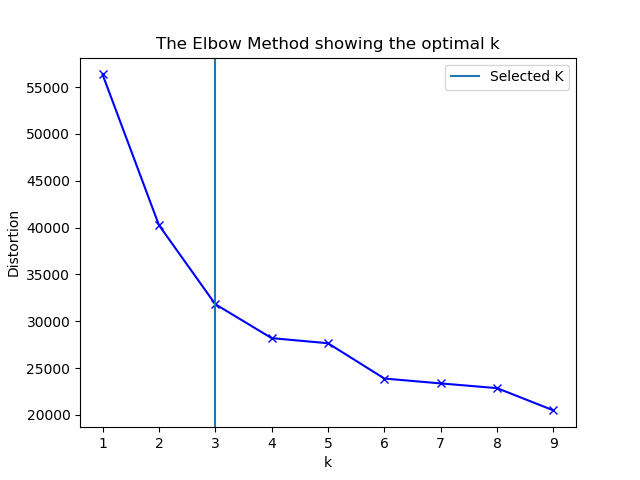 The Elbow Method showing the optimal k
Selected K
55000
50000
45000
40000
35000
30000
25000
20000
Distortion
1 2 3 4 5 6 7 8 9
k